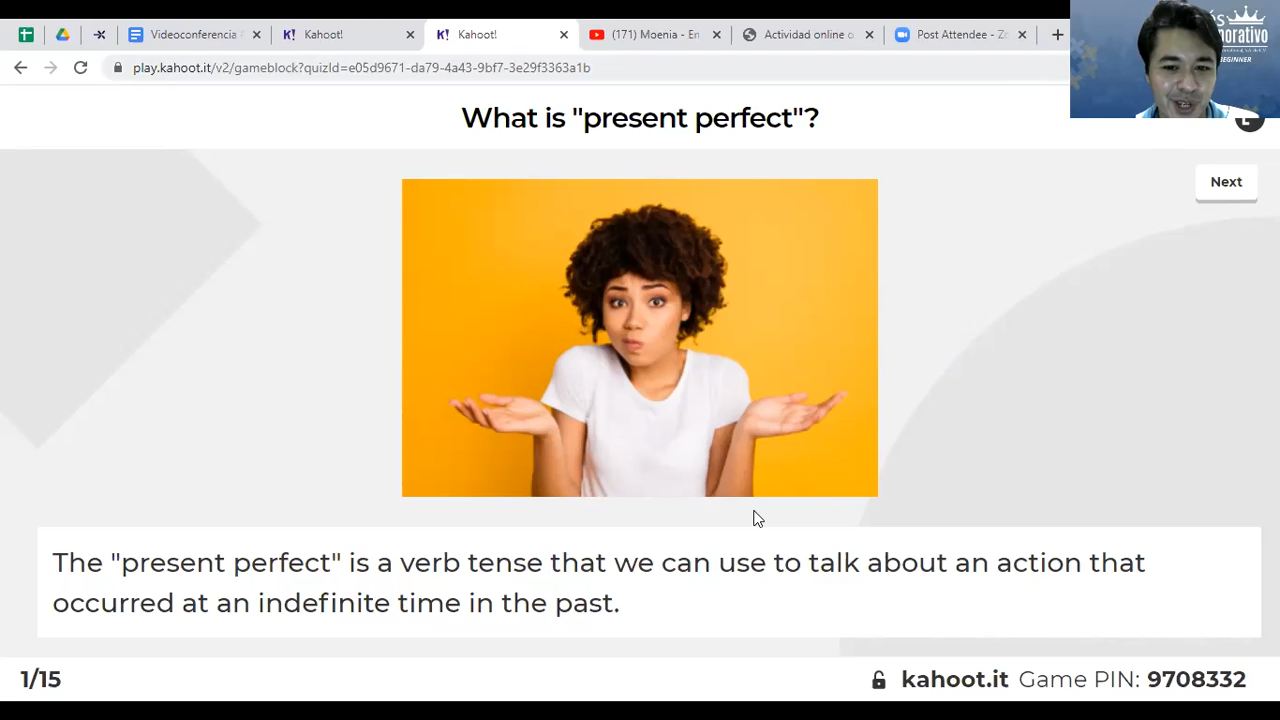 Videoconferencia
Kahoot!
Kahoot!
(171) Moenia - En
Actividad online
Post Attendee - Zo
play.kahoot.it/v2/gameblock?quizId=e05d9671-da79-4a43-9bf7-3e29f3363a1b
BEGINNER
What is "present perfect"?
Next
The "present perfect" is a verb tense that we can use to talk about an action that
occurred at an indefinite time in the past.
1/15
kahoot.it Game PIN: 9708332